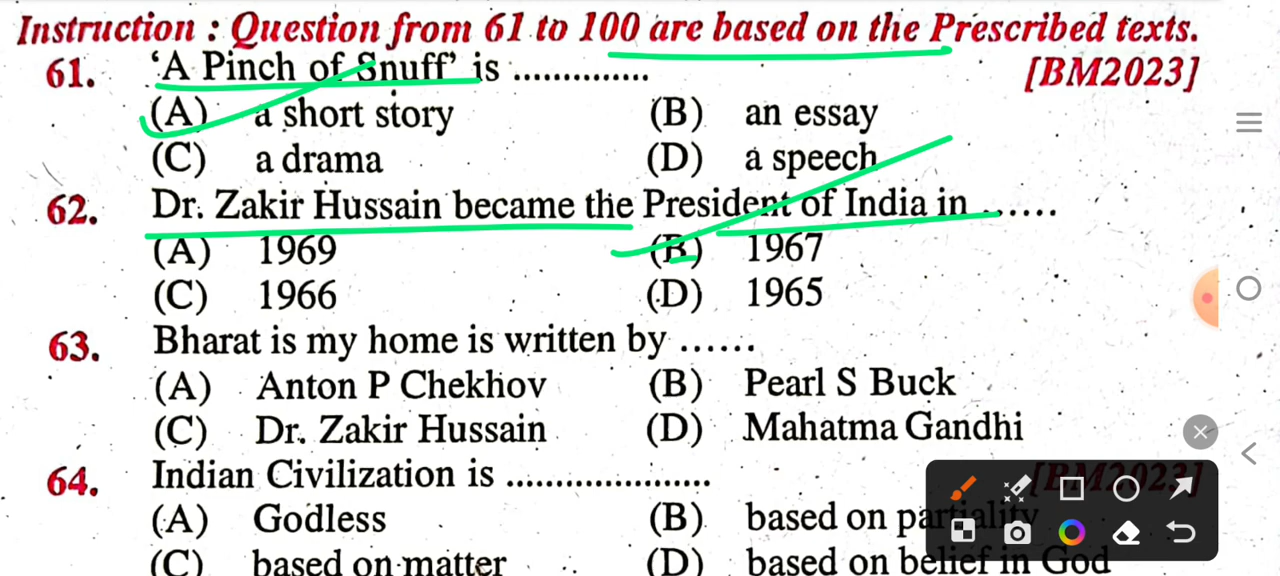 Instruction : Question from 61 to 100 are based on the Prescribed texts.
61. 'A Pinch of Snuff' is ............... [BM2023]
(A) a short story (B) an essay
(C) a drama (D) a speech
62. Dr. Zakir Hussain became the President of India in .......
(A) 1969 (B) 1967
(C) 1966 (D) 1965
63. Bharat is my home is written by ......
(A) Anton P Chekhov (B) Pearl S Buck
(C) Dr. Zakir Hussain (D) Mahatma Gandhi
64. Indian Civilization is ..................... [BM2023]
(A) Godless (B) based on partiality
(C) based on matter (D) based on belief in God